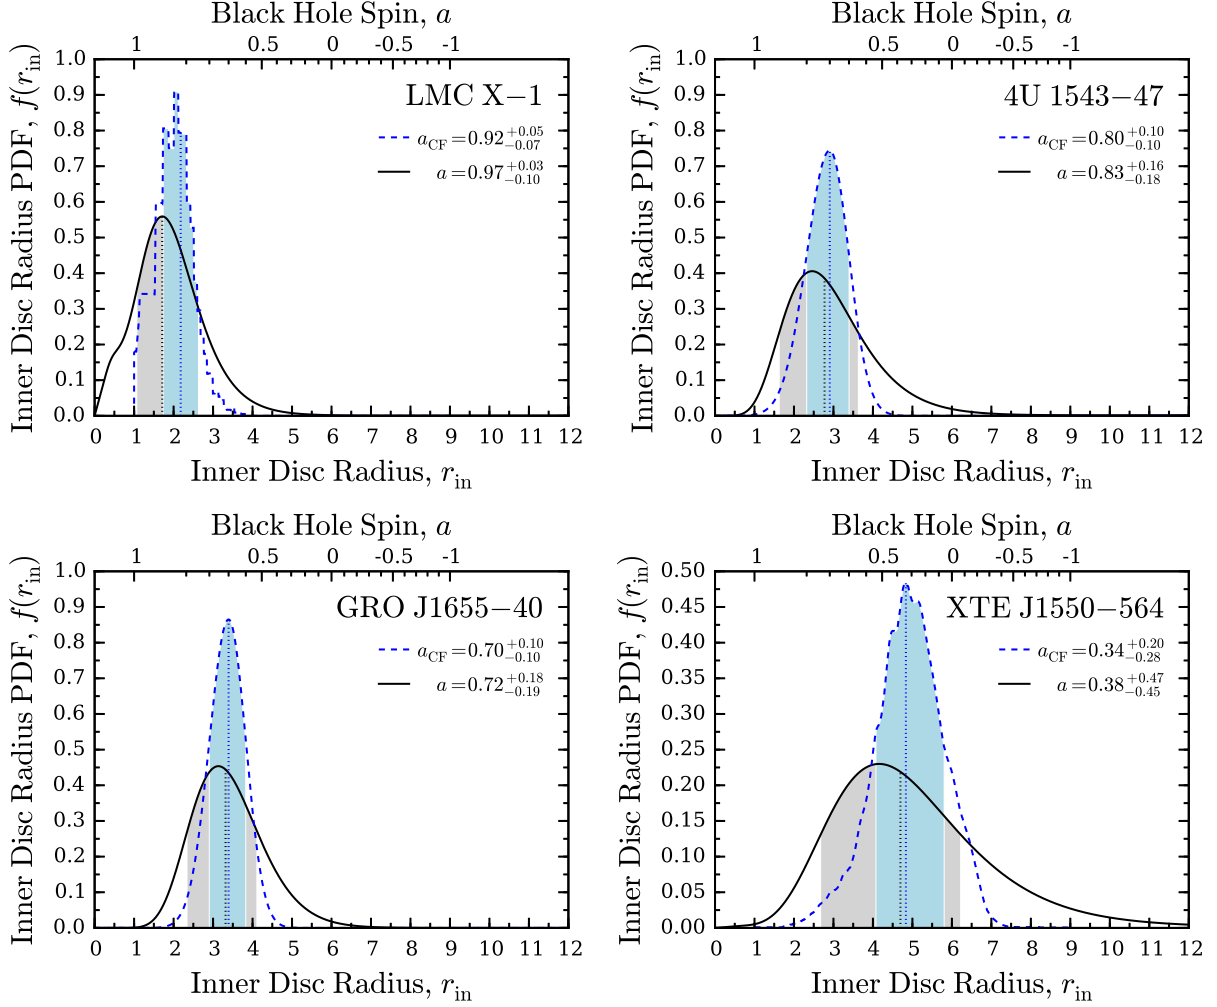 Black Hole Spin, a
1 0.5 0 -0.5 -1
1.0
0.9
0.8
0.7
0.6
0.5
0.4
0.3
0.2
0.1
0.0
Inner Disc Radius PDF, f(r_in)
LMC X−1
a_CF=0.92 +0.05 −0.07
a=0.97 +0.03 −0.10
0 1 2 3 4 5 6 7 8 9 10 11 12
Inner Disc Radius, r_in
Black Hole Spin, a
1 0.5 0 -0.5 -1
1.0
0.9
0.8
0.7
0.6
0.5
0.4
0.3
0.2
0.1
0.0
Inner Disc Radius PDF, f(r_in)
4U 1543−47
a_CF=0.80 +0.10 −0.10
a=0.83 +0.16 −0.18
0 1 2 3 4 5 6 7 8 9 10 11 12
Inner Disc Radius, r_in
Black Hole Spin, a
1 0.5 0 -0.5 -1
1.0
0.9
0.8
0.7
0.6
0.5
0.4
0.3
0.2
0.1
0.0
Inner Disc Radius PDF, f(r_in)
GRO J1655−40
a_CF=0.70 +0.10 −0.10
a=0.72 +0.18 −0.19
0 1 2 3 4 5 6 7 8 9 10 11 12
Inner Disc Radius, r_in
Black Hole Spin, a
1 0.5 0 -0.5 -1
0.50
0.45
0.40
0.35
0.30
0.25
0.20
0.15
0.10
0.05
0.00
Inner Disc Radius PDF, f(r_in)
XTE J1550−564
a_CF=0.34 +0.20 −0.28
a=0.38 +0.47 −0.45
0 1 2 3 4 5 6 7 8 9 10 11 12
Inner Disc Radius, r_in